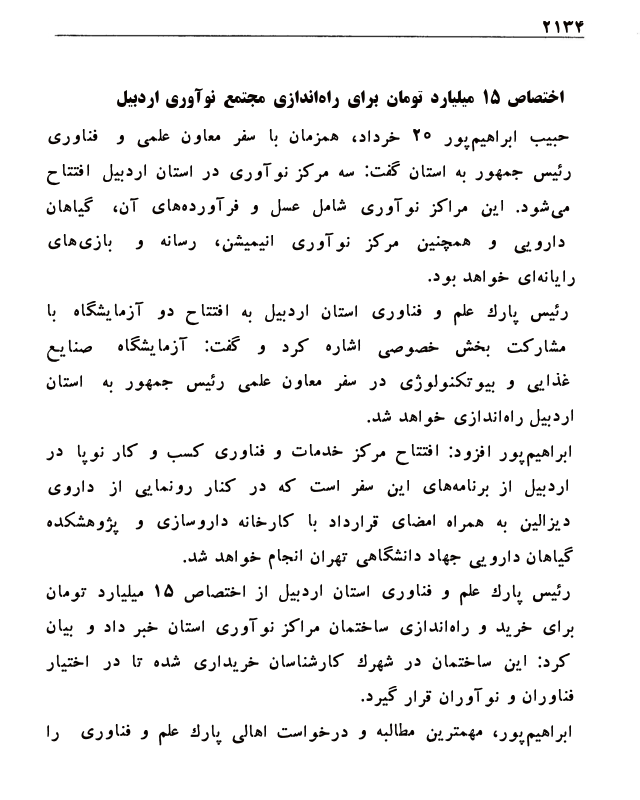 ۲۱۳۴
اختصاص ۱۵ میلیارد تومان برای راه‌اندازی مجتمع نوآوری اردبیل
حبیب ابراهیم‌پور ۲۰ خرداد، همزمان با سفر معاون علمی و فناوری
رئیس جمهور به استان گفت: سه مرکز نوآوری در استان اردبیل افتتاح
می‌شود. این مراکز نوآوری شامل عسل و فرآورده‌های آن، گیاهان
دارویی و همچنین مرکز نوآوری انیمیشن، رسانه و بازی‌های
رایانه‌ای خواهد بود.
رئیس پارك علم و فناوری استان اردبیل به افتتاح دو آزمایشگاه با
مشارکت بخش خصوصی اشاره کرد و گفت: آزمایشگاه صنایع
غذایی و بیوتکنولوژی در سفر معاون علمی رئیس جمهور به استان
اردبیل راه‌اندازی خواهد شد.
ابراهیم‌پور افزود: افتتاح مرکز خدمات و فناوری کسب و کار نوپا در
اردبیل از برنامه‌های این سفر است که در کنار رونمایی از داروی
دیزالین به همراه امضای قرارداد با کارخانه داروسازی و پژوهشکده
گیاهان دارویی جهاد دانشگاهی تهران انجام خواهد شد.
رئیس پارك علم و فناوری استان اردبیل از اختصاص ۱۵ میلیارد تومان
برای خرید و راه‌اندازی ساختمان مراکز نوآوری استان خبر داد و بیان
کرد: این ساختمان در شهرك کارشناسان خریداری شده تا در اختیار
فناوران و نوآوران قرار گیرد.
ابراهیم‌پور، مهمترین مطالبه و درخواست اهالی پارك علم و فناوری را